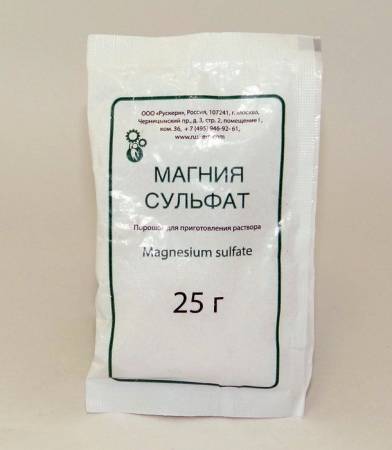 ООО «Рускерн», Россия, 107241, г. Москва,
Черницынский пр., д. 3, стр. 2, помещение I,
ком. 36, +7 (495) 946-92-61,
МАГНИЯ
СУЛЬФАТ
Порошок для приготовления раствора
Magnesium sulfate
25 г